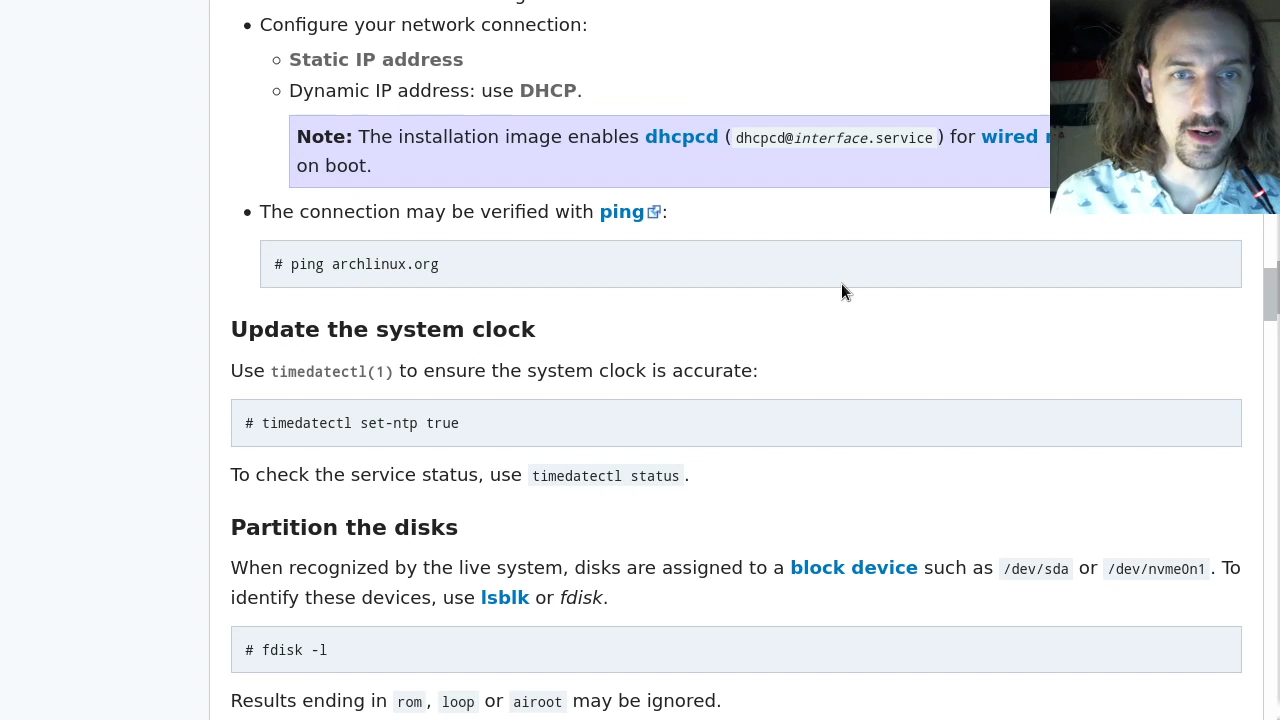 Configure your network connection:
Static IP address
Dynamic IP address: use DHCP.
Note: The installation image enables dhcpcd (dhcpcd@interface.service) for wired
on boot.
The connection may be verified with ping:
# ping archlinux.org
Update the system clock
Use timedatectl(1) to ensure the system clock is accurate:
# timedatectl set-ntp true
To check the service status, use timedatectl status.
Partition the disks
When recognized by the live system, disks are assigned to a block device such as /dev/sda or /dev/nvme0n1. To
identify these devices, use lsblk or fdisk.
# fdisk -l
Results ending in rom, loop or airoot may be ignored.